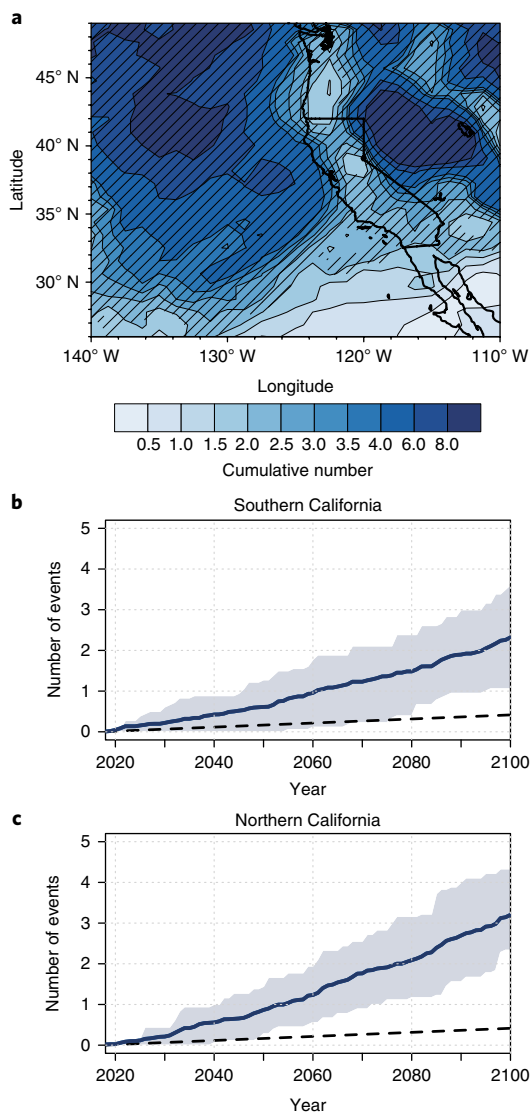 a
45° N
40° N
35° N
30° N
Latitude
140° W 130° W 120° W 110° W
Longitude
0.5 1.0 1.5 2.0 2.5 3.0 3.5 4.0 6.0 8.0
Cumulative number
b
Southern California
5
4
3
2
1
0
Number of events
2020 2040 2060 2080 2100
Year
c
Northern California
5
4
3
2
1
0
Number of events
2020 2040 2060 2080 2100
Year